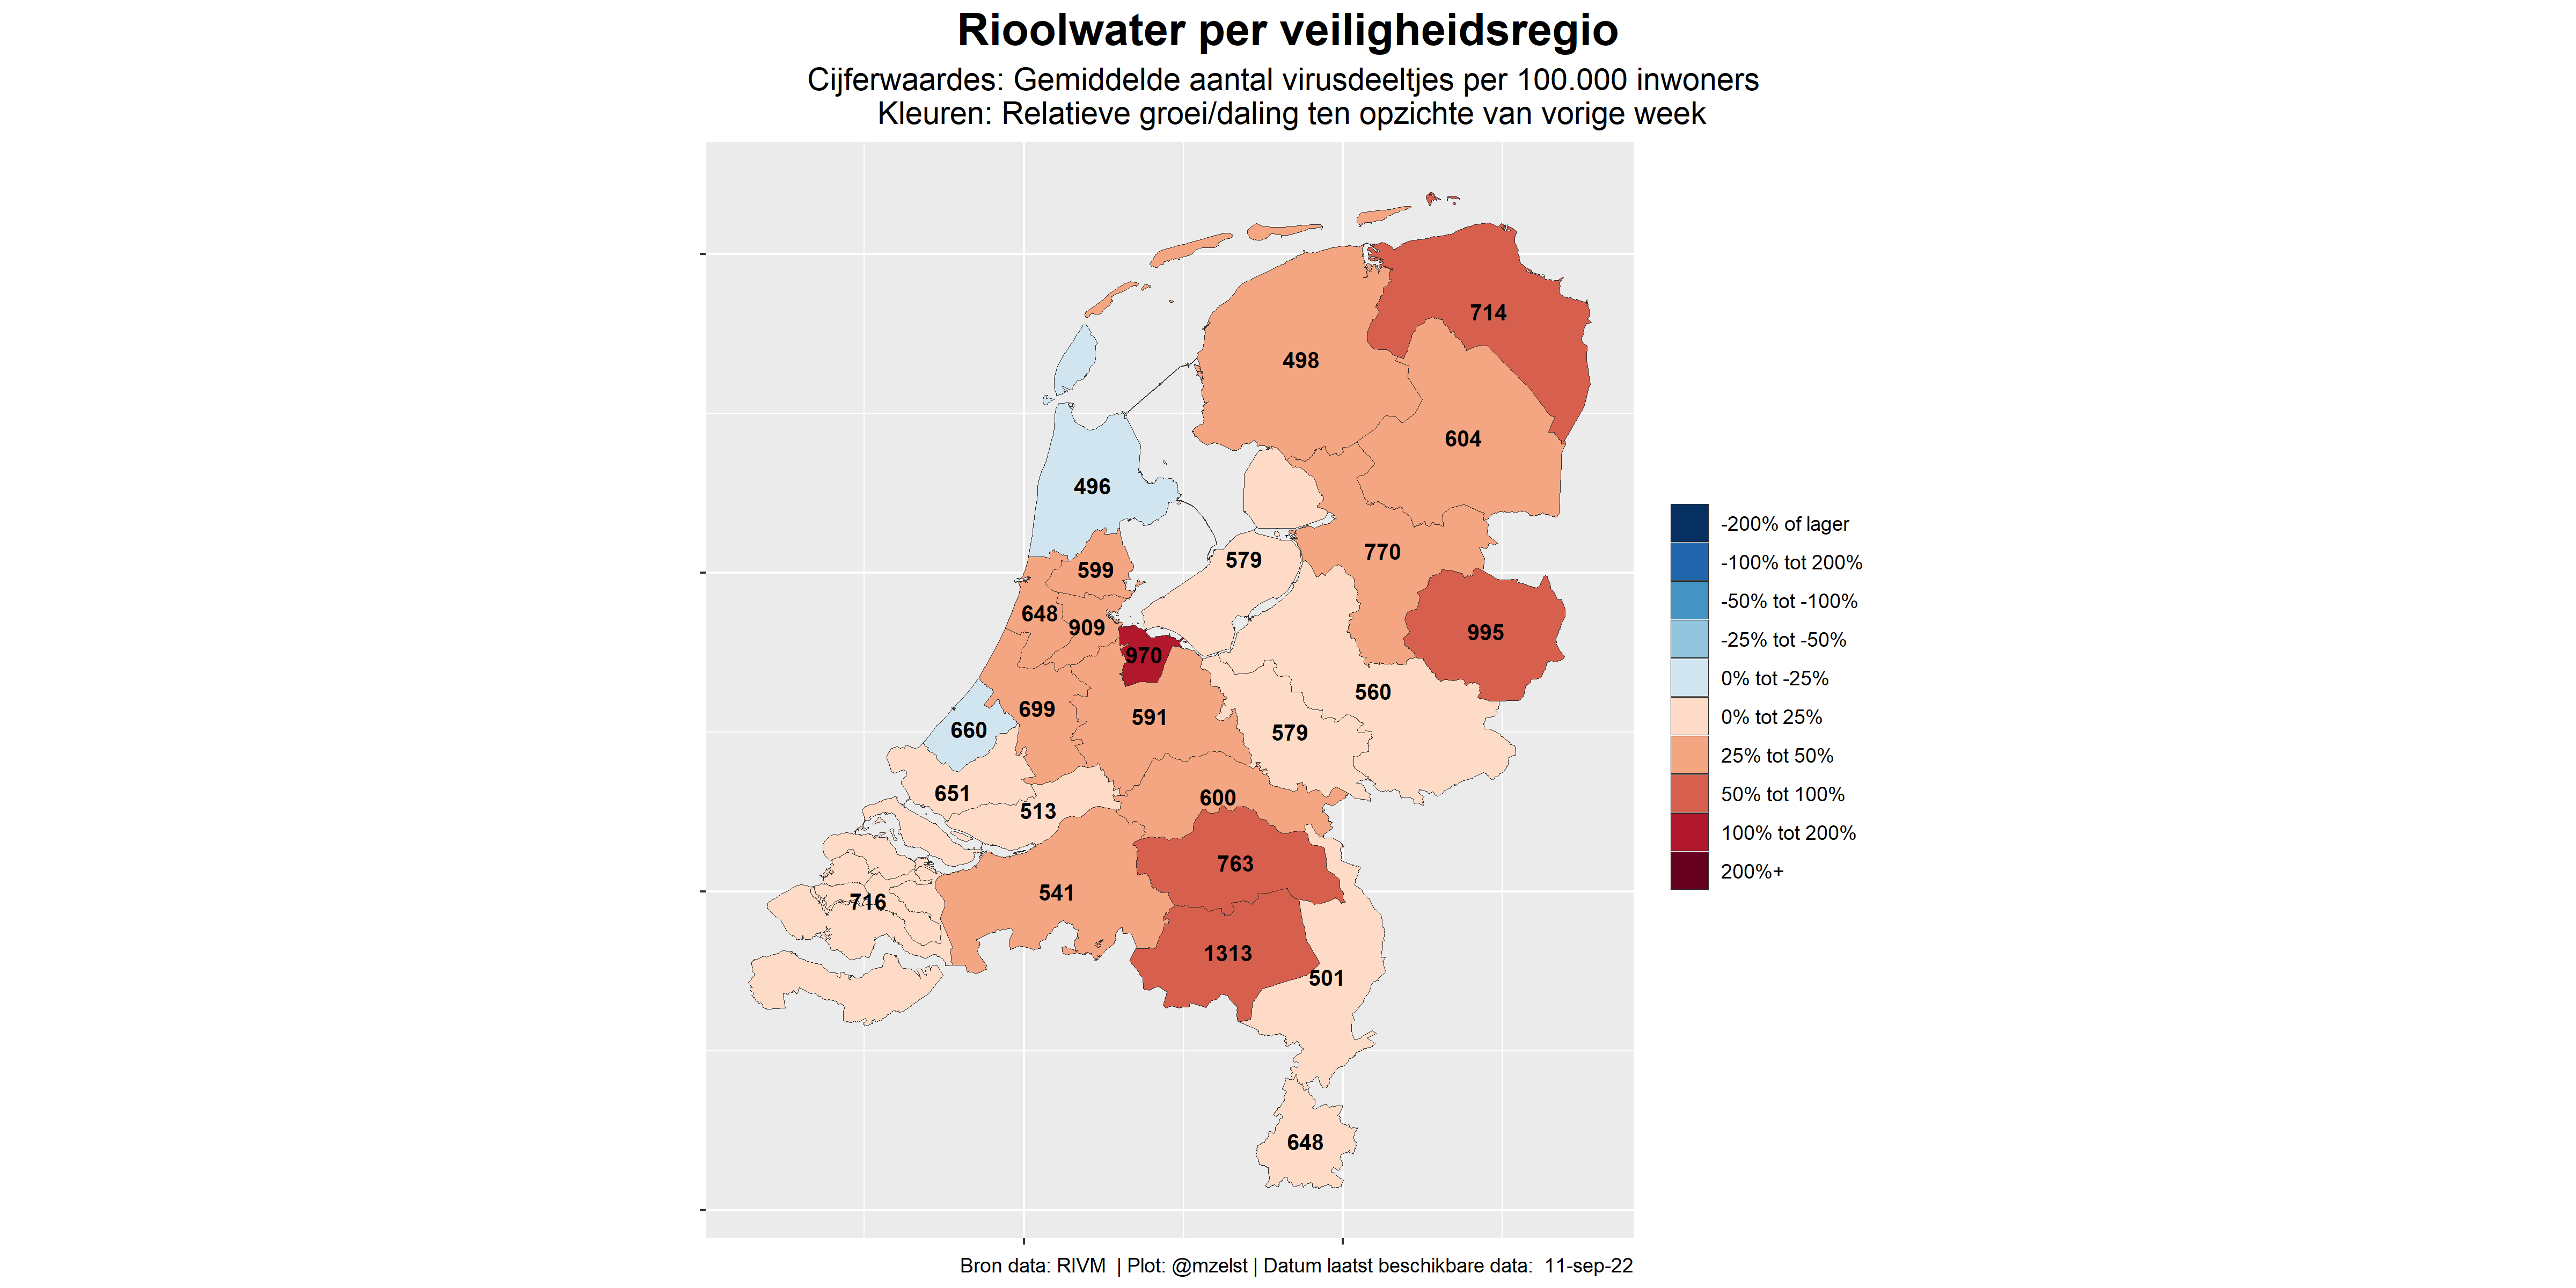 Rioolwater per veiligheidsregio
Cijferwaardes: Gemiddelde aantal virusdeeltjes per 100.000 inwoners
Kleuren: Relatieve groei/daling ten opzichte van vorige week
714
498
604
496
579
770
599
648
909
995
970
560
699
591
660
579
651
513
600
763
541
716
1313
501
648
-200% of lager
-100% tot 200%
-50% tot -100%
-25% tot -50%
0% tot -25%
0% tot 25%
25% tot 50%
50% tot 100%
100% tot 200%
200%+
Bron data: RIVM | Plot: @mzelst | Datum laatst beschikbare data: 11-sep-22